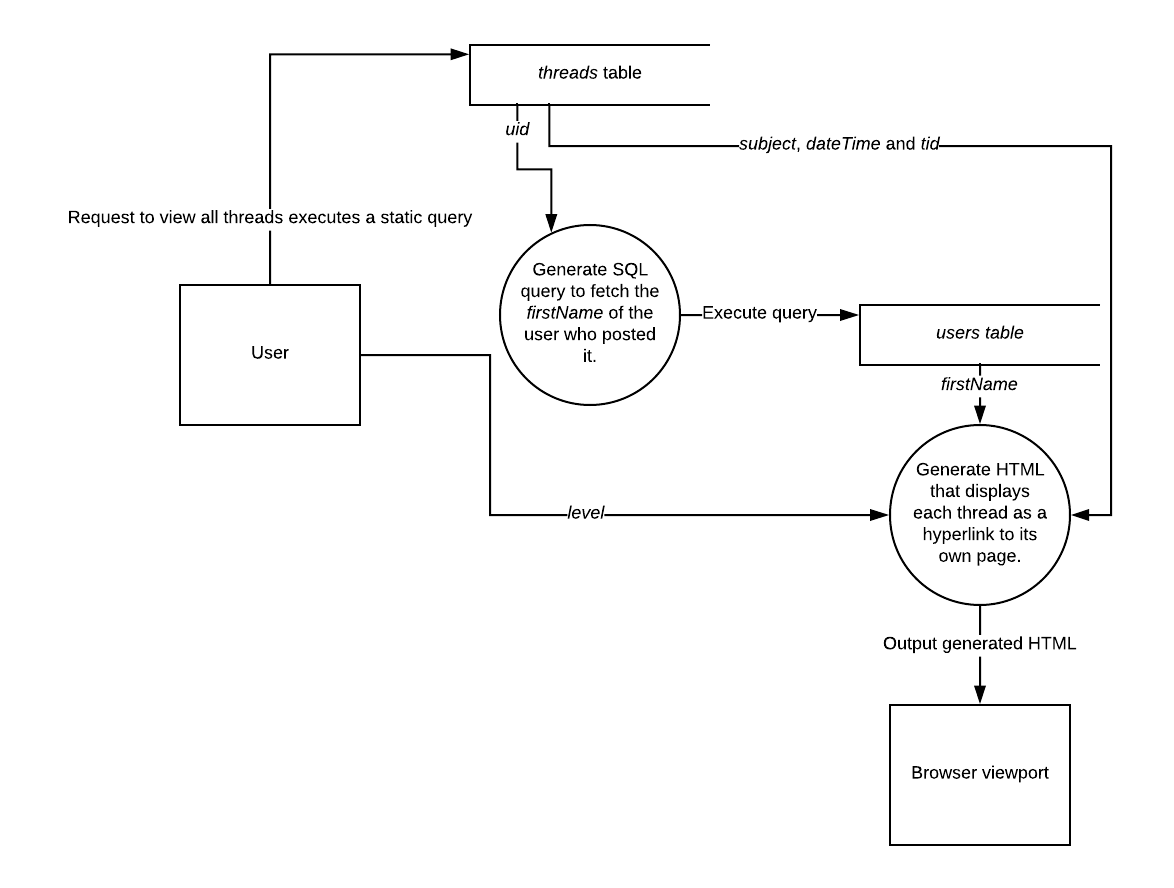 threads table
uid
subject, dateTime and tid
Request to view all threads executes a static query
Generate SQL
query to fetch the
firstName of the
user who posted
it.
Execute query
users table
User
firstName
Generate HTML
that displays
each thread as a
hyperlink to its
own page.
level
Output generated HTML
Browser viewport